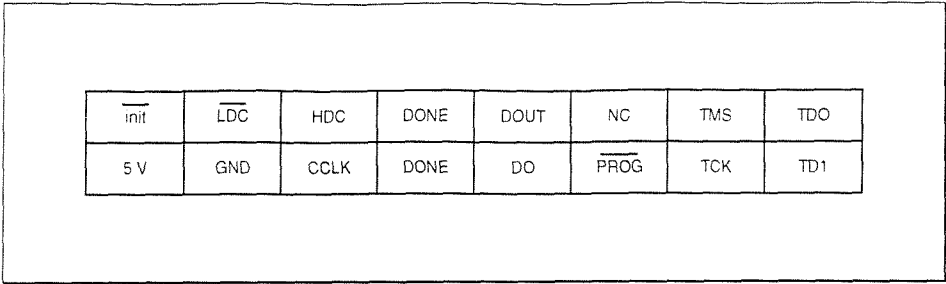 init LDC HDC DONE DOUT NC TMS TDO
5 V GND CCLK DONE DO PROG TCK TD1